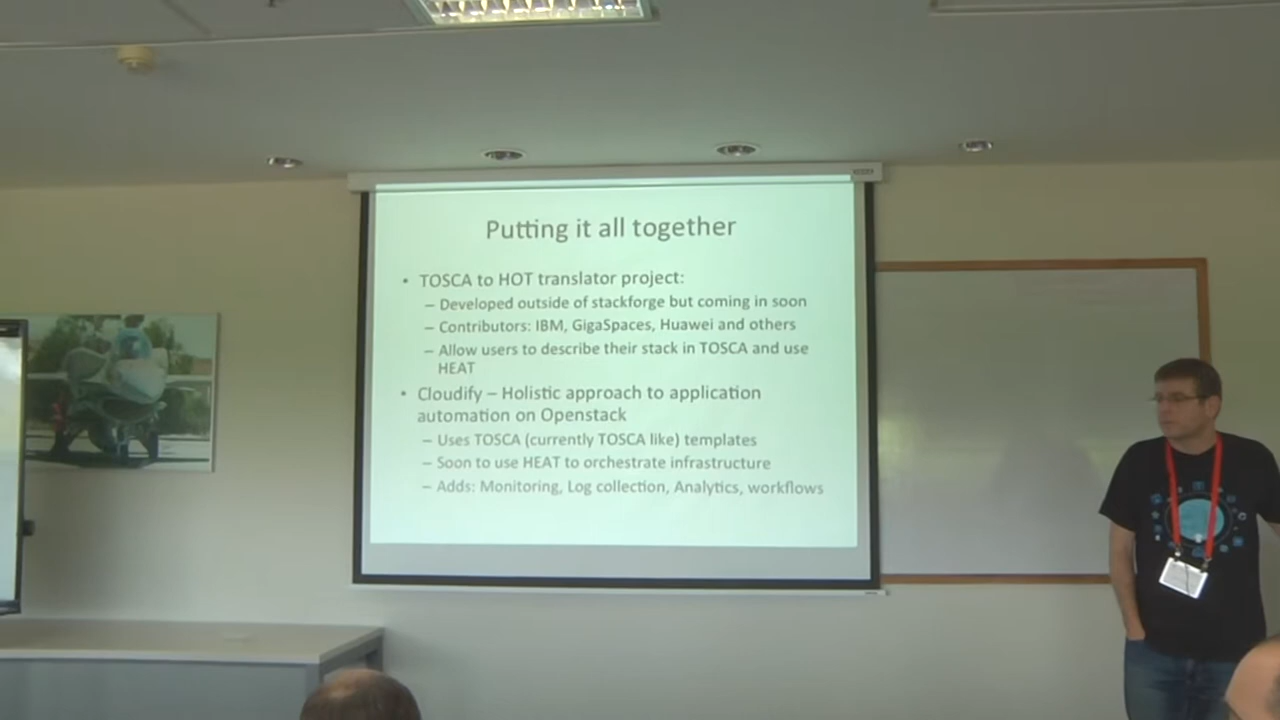 Putting it all together
• TOSCA to HOT translator project:
– Developed outside of stackforge but coming in soon
– Contributors: IBM, GigaSpaces, Huawei and others
– Allow users to describe their stack in TOSCA and use
HEAT
• Cloudify – Holistic approach to application
automation on Openstack
– Uses TOSCA (currently TOSCA like) templates
– Soon to use HEAT to orchestrate infrastructure
– Adds: Monitoring, Log collection, Analytics, workflows